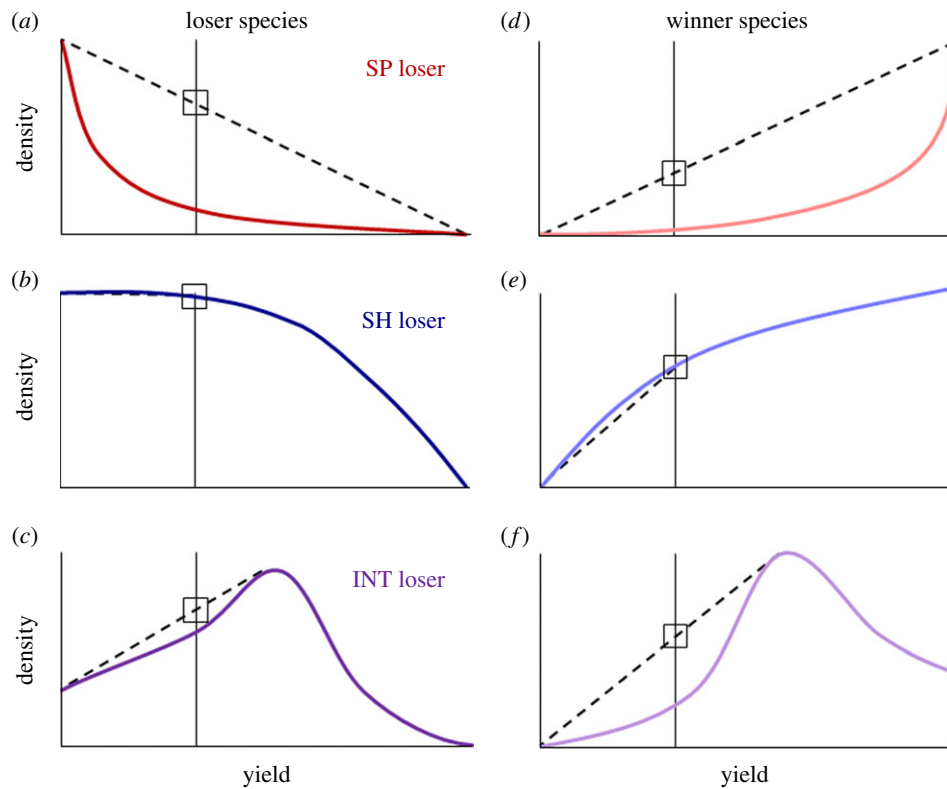 (a) loser species
SP loser
density
(d) winner species
(b)
SH loser
density
(e)
(c)
INT loser
density
yield
(f)
yield